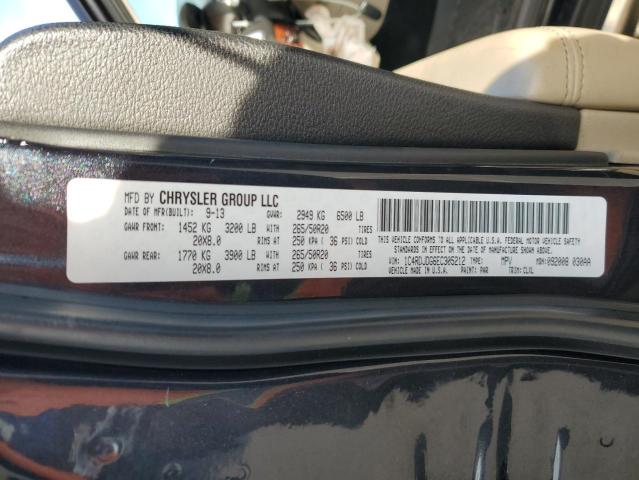 MFD BY CHRYSLER GROUP LLC
DATE OF MFR(BUILT): 9-13 GVWR: 2949 KG 6500 LB
GAWR FRONT: 1452 KG 3200 LB WITH 265/50R20 TIRES
20X8.0 RIMS AT 250 KPA ( 36 PSI) COLD
GAWR REAR: 1770 KG 3900 LB WITH 265/50R20 TIRES
20X8.0 RIMS AT 250 KPA ( 36 PSI) COLD
THIS VEHICLE CONFORMS TO ALL APPLICABLE U.S.A. FEDERAL MOTOR VEHICLE SAFETY
STANDARDS IN EFFECT ON THE DATE OF MANUFACTURE SHOWN ABOVE.
VIN: 1C4RDJDG6EC305212 TYPE: MPV MDH: 092008 030AA
VEHICLE MADE IN U.S.A. PAINT: PAR TRIM: CLXL